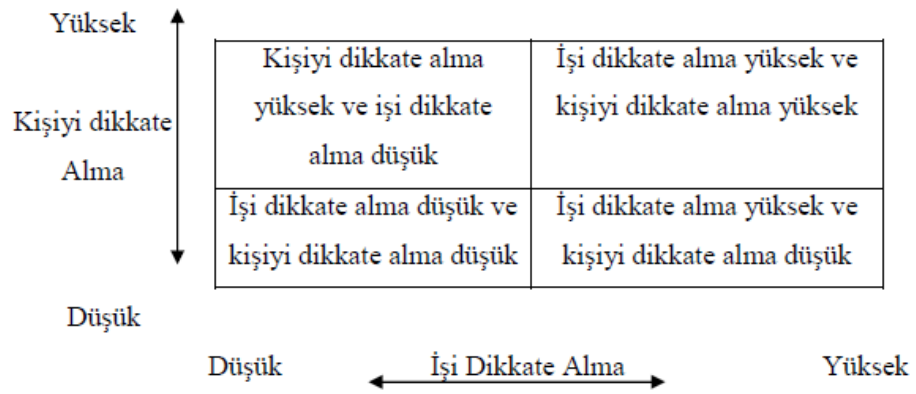 Yüksek
Kişiyi dikkate
Alma
Düşük
Kişiyi dikkate alma
yüksek ve işi dikkate
alma düşük
İşi dikkate alma yüksek ve
kişiyi dikkate alma yüksek
İşi dikkate alma düşük ve
kişiyi dikkate alma düşük
İşi dikkate alma yüksek ve
kişiyi dikkate alma düşük
Düşük
İşi Dikkate Alma
Yüksek